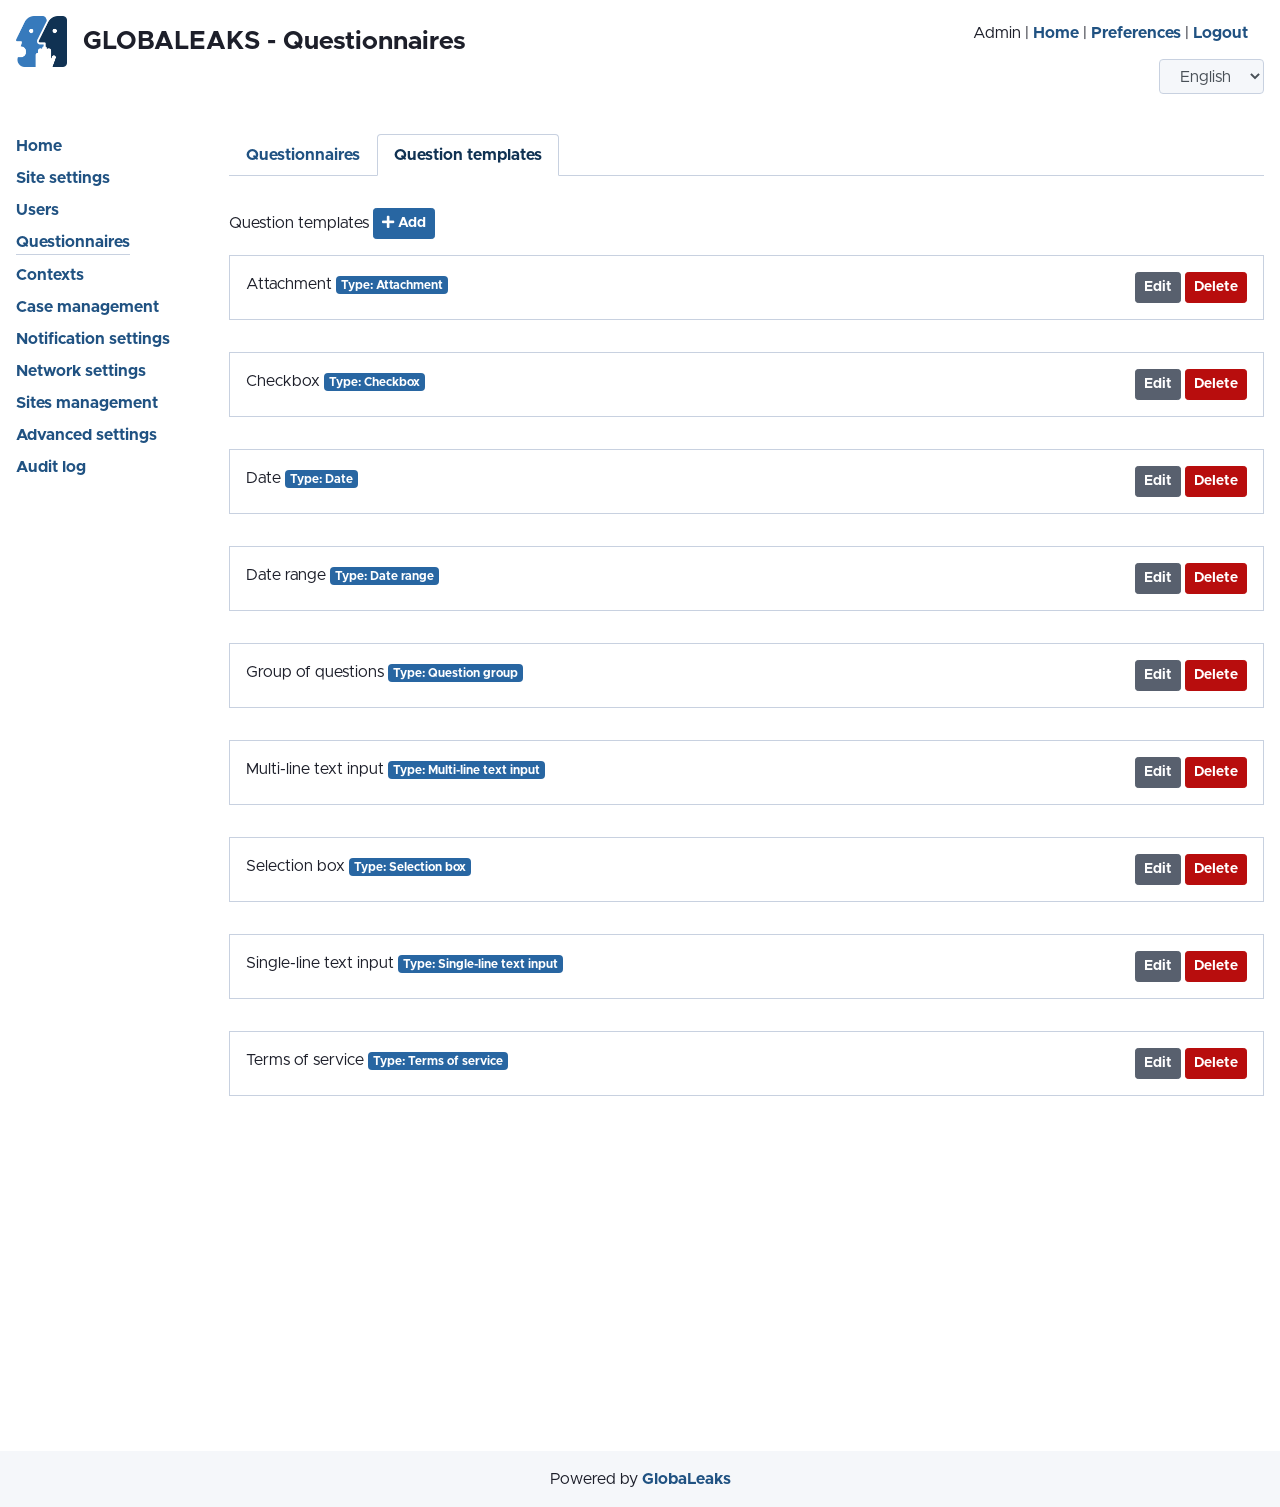 GLOBALEAKS - Questionnaires
Admin | Home | Preferences | Logout
English
Home
Site settings
Users
Questionnaires
Contexts
Case management
Notification settings
Network settings
Sites management
Advanced settings
Audit log
Questionnaires
Question templates
Question templates Add
Attachment Type: Attachment Edit Delete
Checkbox Type: Checkbox Edit Delete
Date Type: Date Edit Delete
Date range Type: Date range Edit Delete
Group of questions Type: Question group Edit Delete
Multi-line text input Type: Multi-line text input Edit Delete
Selection box Type: Selection box Edit Delete
Single-line text input Type: Single-line text input Edit Delete
Terms of service Type: Terms of service Edit Delete
Powered by GlobaLeaks